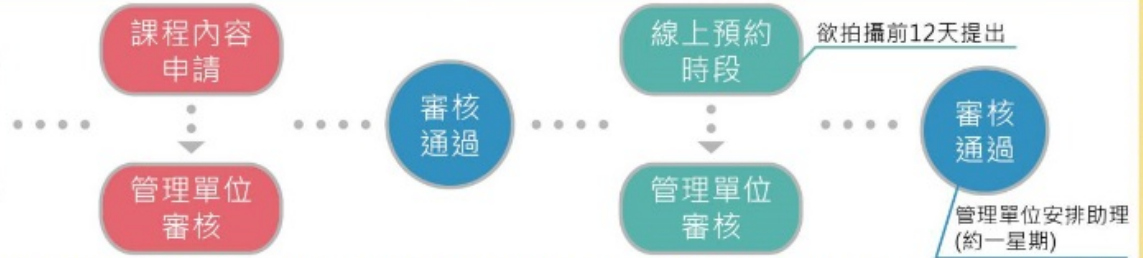 課程內容
申請
管理單位
審核
審核
通過
線上預約
時段
欲拍攝前12天提出
管理單位
審核
審核
通過
管理單位安排助理
(約一星期)